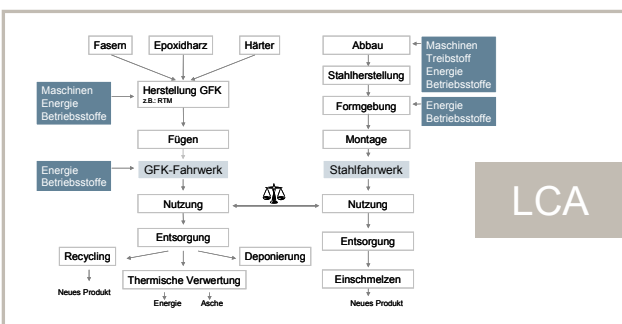 Fasern
Epoxidharz
Härter
Maschinen
Energie
Betriebsstoffe
Herstellung GFK
z.B.: RTM
Fügen
Energie
Betriebsstoffe
GFK-Fahrwerk
Nutzung
Entsorgung
Recycling
Deponierung
Thermische Verwertung
Neues Produkt
Energie
Asche
Abbau
Maschinen
Treibstoff
Energie
Betriebsstoffe
Stahlherstellung
Formgebung
Energie
Betriebsstoffe
Montage
Stahlfahrwerk
Nutzung
Entsorgung
Einschmelzen
Neues Produkt
LCA